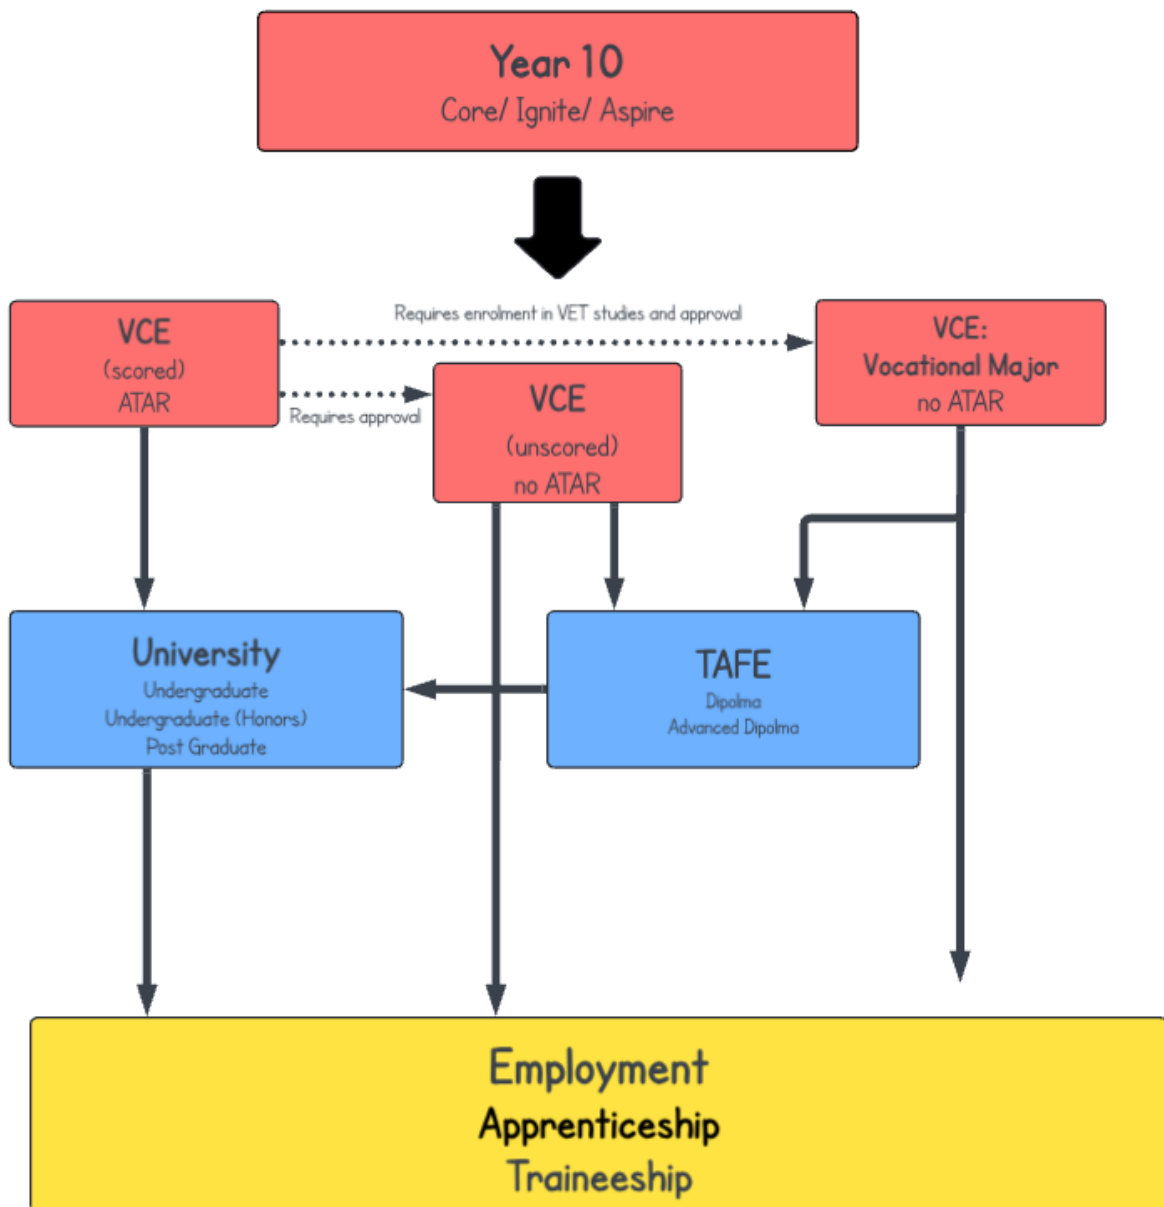 Year 10
Core/ Ignite/ Aspire
Requires enrolment in VET studies and approval
VCE
(scored)
ATAR
Requires approval
VCE
(unscored)
no ATAR
VCE:
Vocational Major
no ATAR
University
Undergraduate
Undergraduate (Honors)
Post Graduate
TAFE
Dipolma
Advanced Dipolma
Employment
Apprenticeship
Traineeship